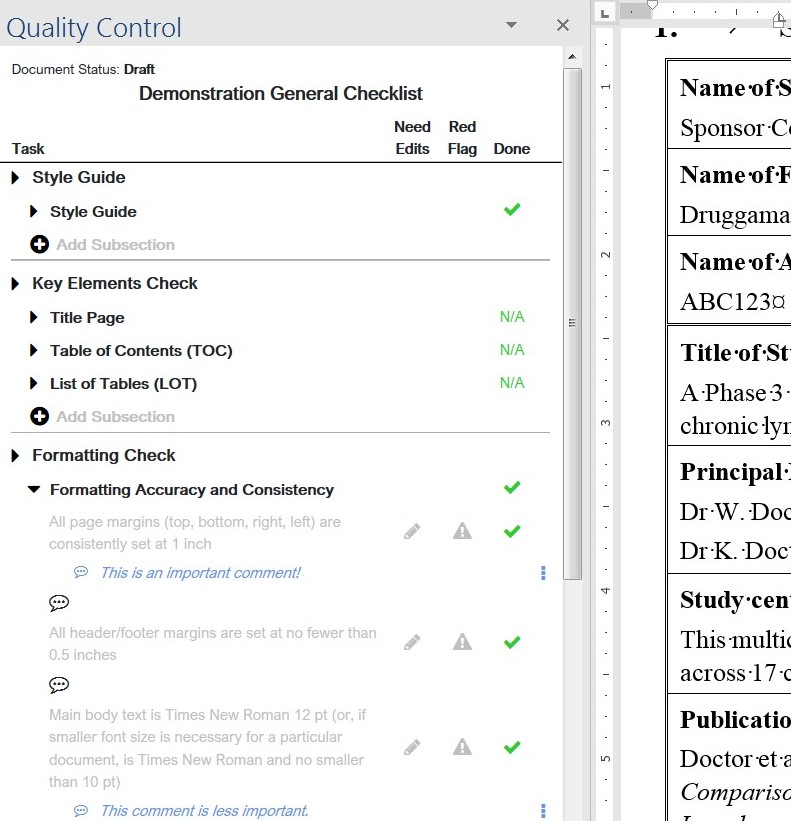 Quality Control
Document Status: Draft
Demonstration General Checklist
Need Red
Task Edits Flag Done
Style Guide
Style Guide
Add Subsection
Key Elements Check
Title Page N/A
Table of Contents (TOC) N/A
List of Tables (LOT) N/A
Add Subsection
Formatting Check
Formatting Accuracy and Consistency
All page margins (top, bottom, right, left) are
consistently set at 1 inch
This is an important comment!
All header/footer margins are set at no fewer than
0.5 inches
Main body text is Times New Roman 12 pt (or, if
smaller font size is necessary for a particular
document, is Times New Roman and no smaller
than 10 pt)
This comment is less important.
L
1
2
3
4
5
1.
Name·of·S
Sponsor·C
Name·of·F
Druggama
Name·of·A
ABC123¤
Title·of·St
A·Phase·3·
chronic·lyn
Principal·
Dr·W.·Doc
Dr·K.·Doct
Study·cen
This·multic
across·17·c
Publicatio
Doctor·et·a
Compariso